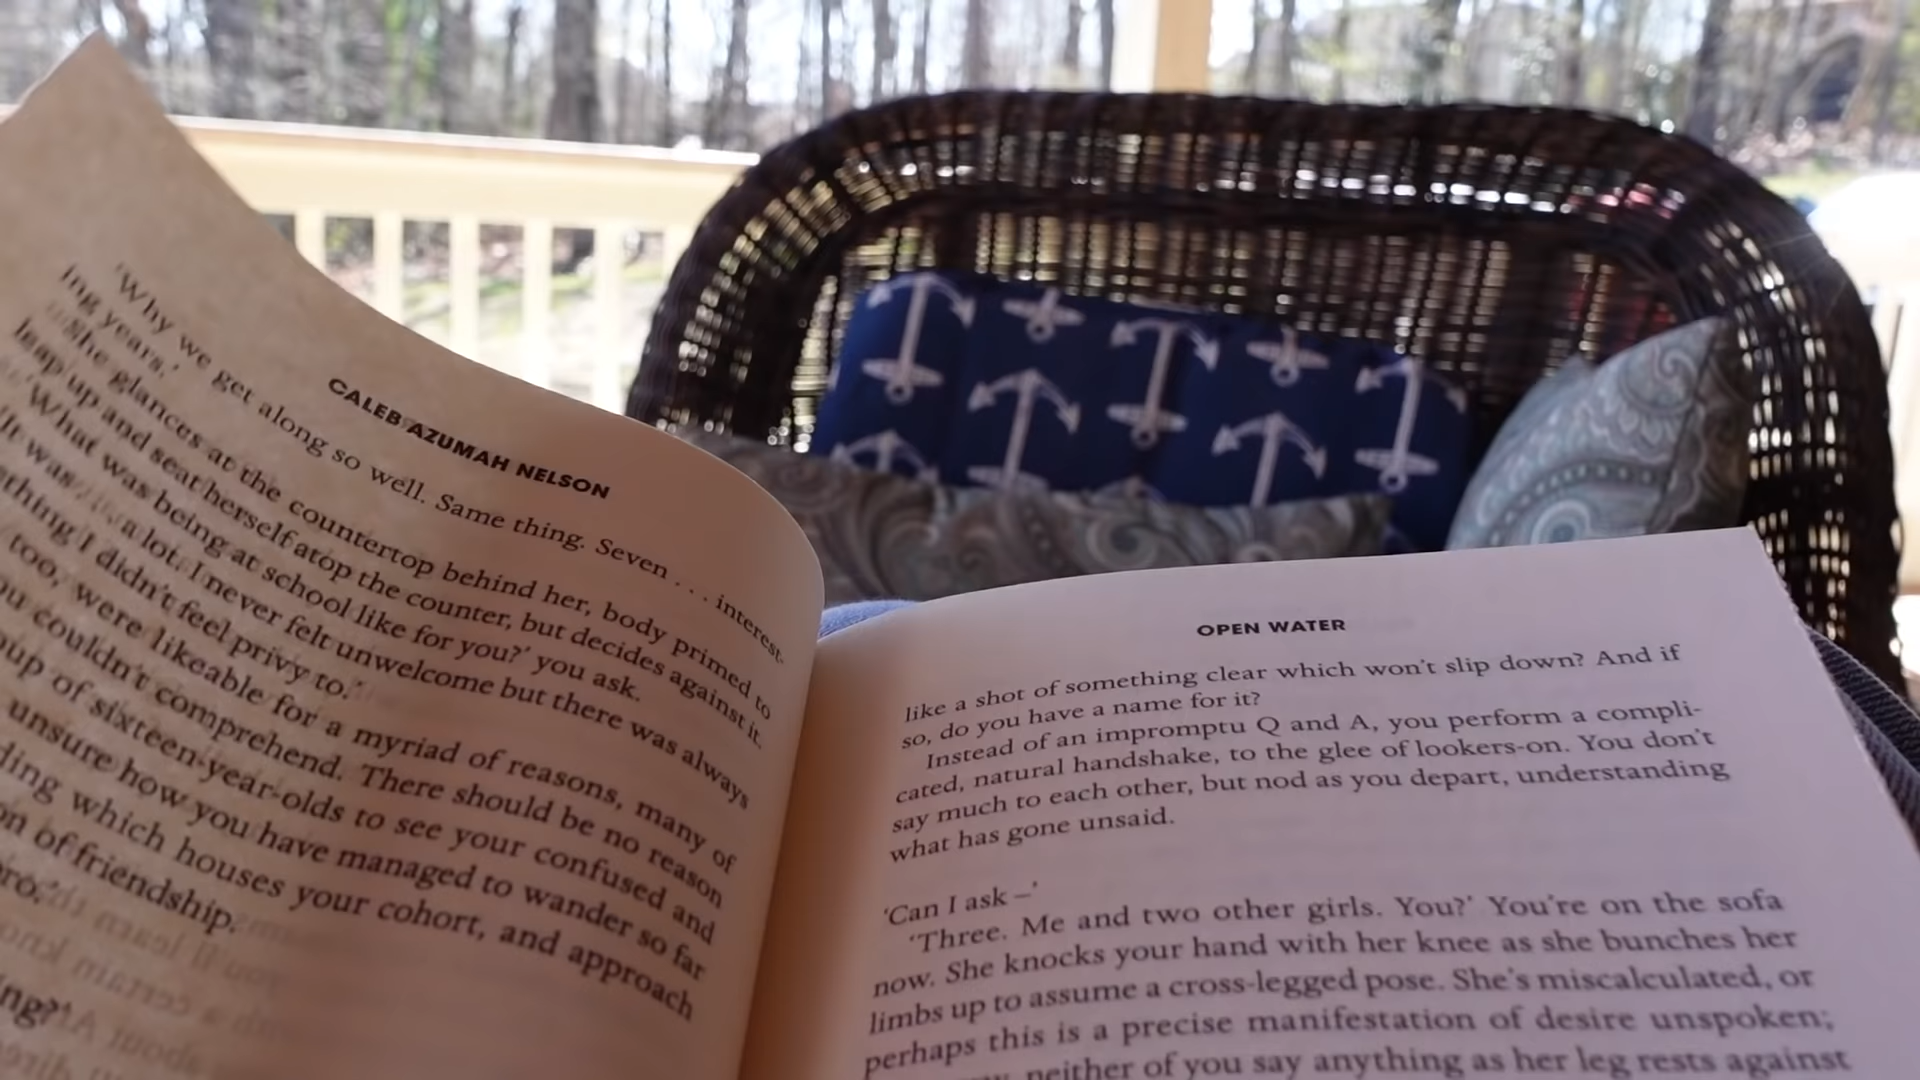 CALEB AZUMAH NELSON
'Why we get along so well. Same thing. Seven . . . interest-
ing years.'
She glances at the countertop behind her, body primed to
leap up and seat herself atop the counter, but decides against it.
'What was being at school like for you?' you ask.
'It was a lot. I never felt unwelcome but there was always
thing I didn't feel privy to.'
too, were likeable for a myriad of reasons, many of
couldn't comprehend. There should be no reason
of sixteen-year-olds to see your confused and
unsure how you have managed to wander so far
which houses your cohort, and approach
of friendship.
OPEN WATER
like a shot of something clear which won't slip down? And if
so, do you have a name for it?
Instead of an impromptu Q and A, you perform a compli-
cated, natural handshake, to the glee of lookers-on. You don't
say much to each other, but nod as you depart, understanding
what has gone unsaid.
'Can I ask –'
'Three. Me and two other girls. You?' You're on the sofa
now. She knocks your hand with her knee as she bunches her
limbs up to assume a cross-legged pose. She's miscalculated, or
perhaps this is a precise manifestation of desire unspoken;
neither of you say anything as her leg rests against